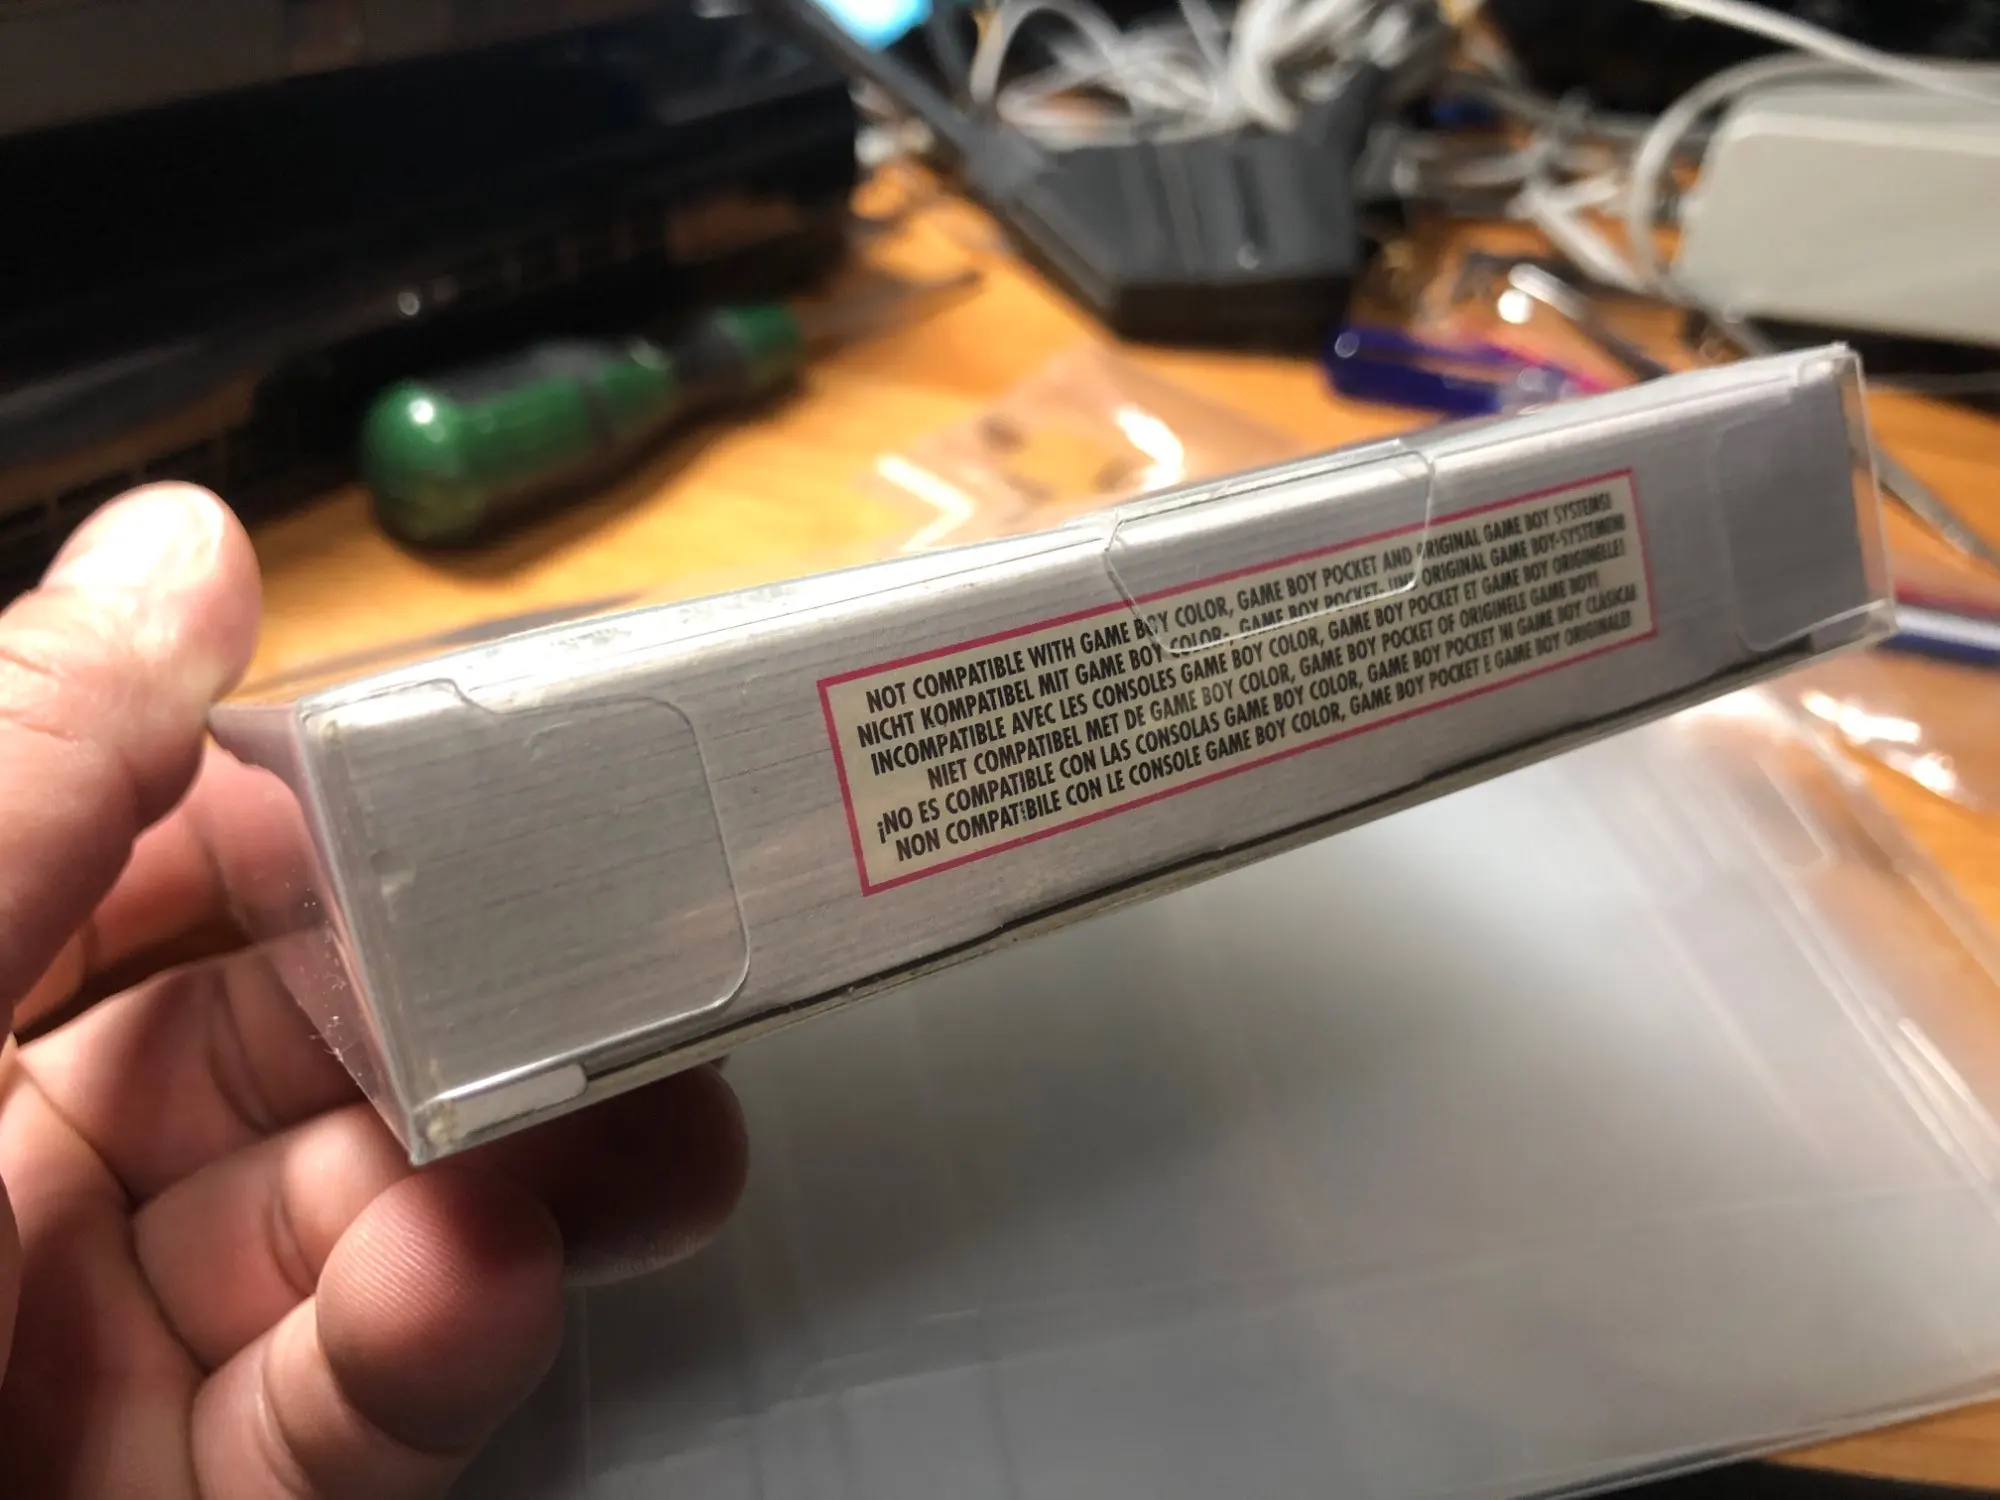 NOT COMPATIBLE WITH GAME BOY COLOR, GAME BOY POCKET AND ORIGINAL GAME BOY SYSTEMS!
NICHT KOMPATIBEL MIT GAME BOY COLOR-, GAME BOY POCKET- UND ORIGINAL GAME BOY-SYSTEMEN!
INCOMPATIBLE AVEC LES CONSOLES GAME BOY COLOR, GAME BOY POCKET ET GAME BOY ORIGINELLE!
NIET COMPATIBEL MET DE GAME BOY COLOR, GAME BOY POCKET OF ORIGINELE GAME BOY!
¡NO ES COMPATIBLE CON LAS CONSOLAS GAME BOY COLOR, GAME BOY POCKET NI GAME BOY CLÁSICA!
NON COMPATIBILE CON LE CONSOLE GAME BOY COLOR, GAME BOY POCKET E GAME BOY ORIGINALE!